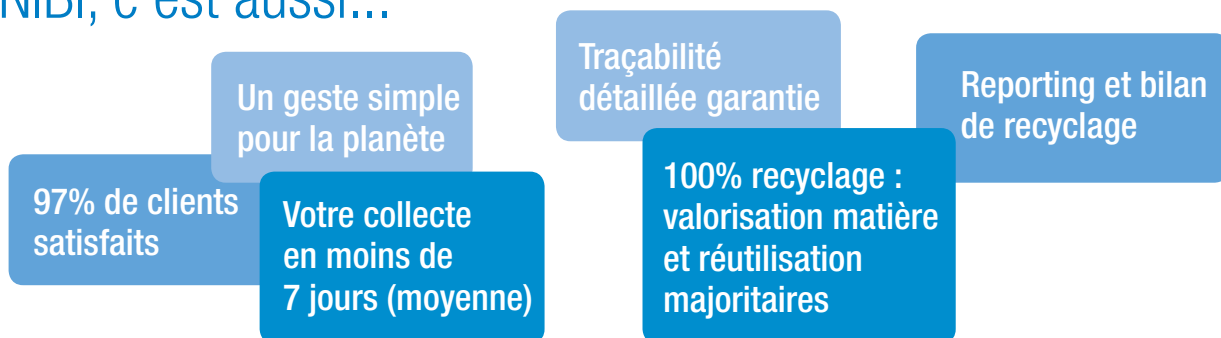 NIBI, c'est aussi...
Un geste simple
pour la planète
Traçabilité
détaillée garantie
Reporting et bilan
de recyclage
97% de clients
satisfaits
Votre collecte
en moins de
7 jours (moyenne)
100% recyclage :
valorisation matière
et réutilisation
majoritaires